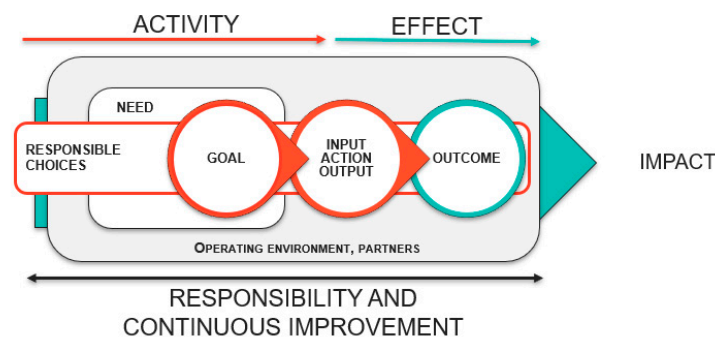 ACTIVITY
EFFECT
NEED
RESPONSIBLE
CHOICES
GOAL
INPUT
ACTION
OUTPUT
OUTCOME
IMPACT
OPERATING ENVIRONMENT, PARTNERS
RESPONSIBILITY AND
CONTINUOUS IMPROVEMENT